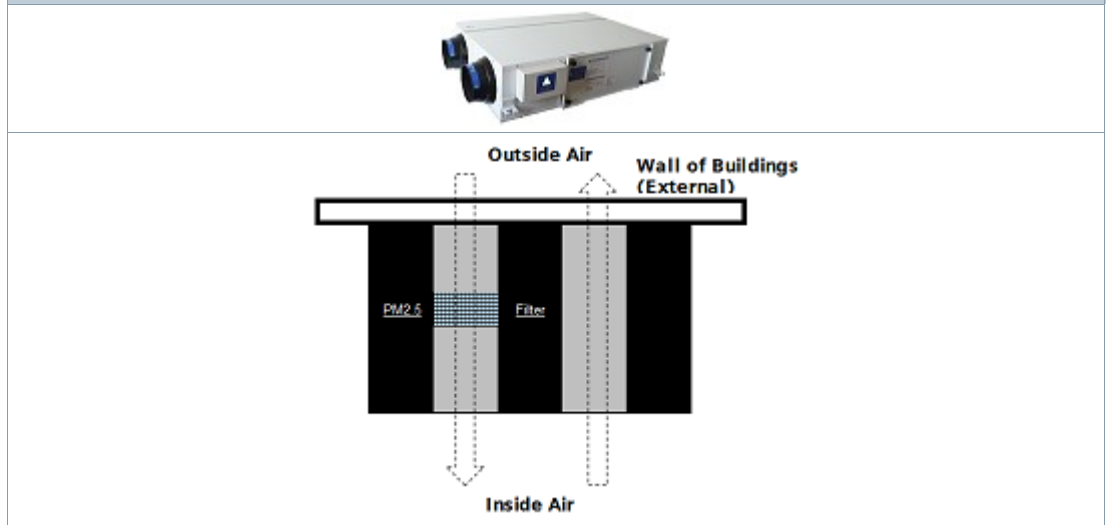 Outside Air
Wall of Buildings
(External)
PM2.5
Filter
Inside Air